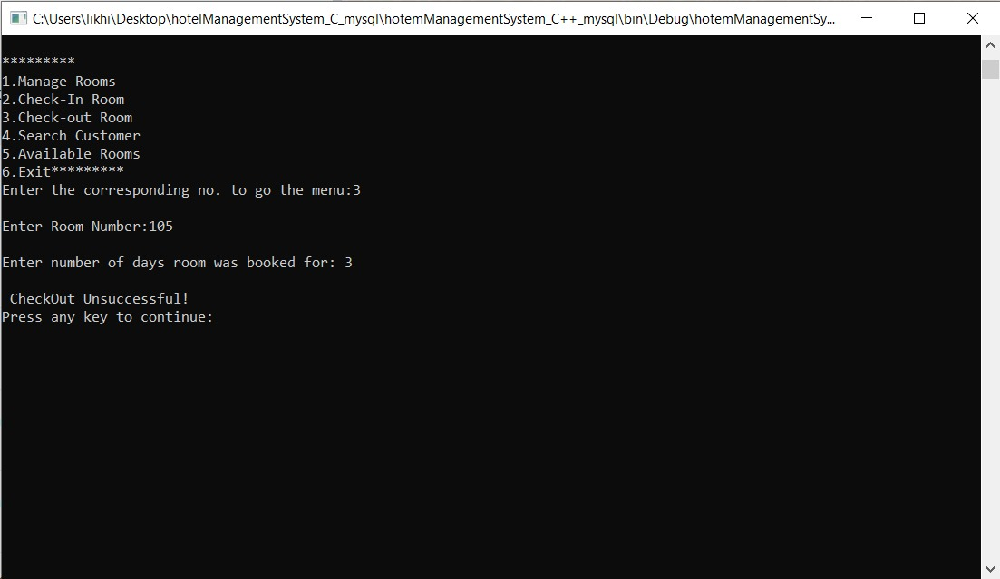 C:\Users\likhi\Desktop\hotelManagementSystem_C_mysql\hotemManagementSystem_C++_mysql\bin\Debug\hotemManagementSy...
*********
1.Manage Rooms
2.Check-In Room
3.Check-out Room
4.Search Customer
5.Available Rooms
6.Exit*********
Enter the corresponding no. to go the menu:3
Enter Room Number:105
Enter number of days room was booked for: 3
CheckOut Unsuccessful!
Press any key to continue: